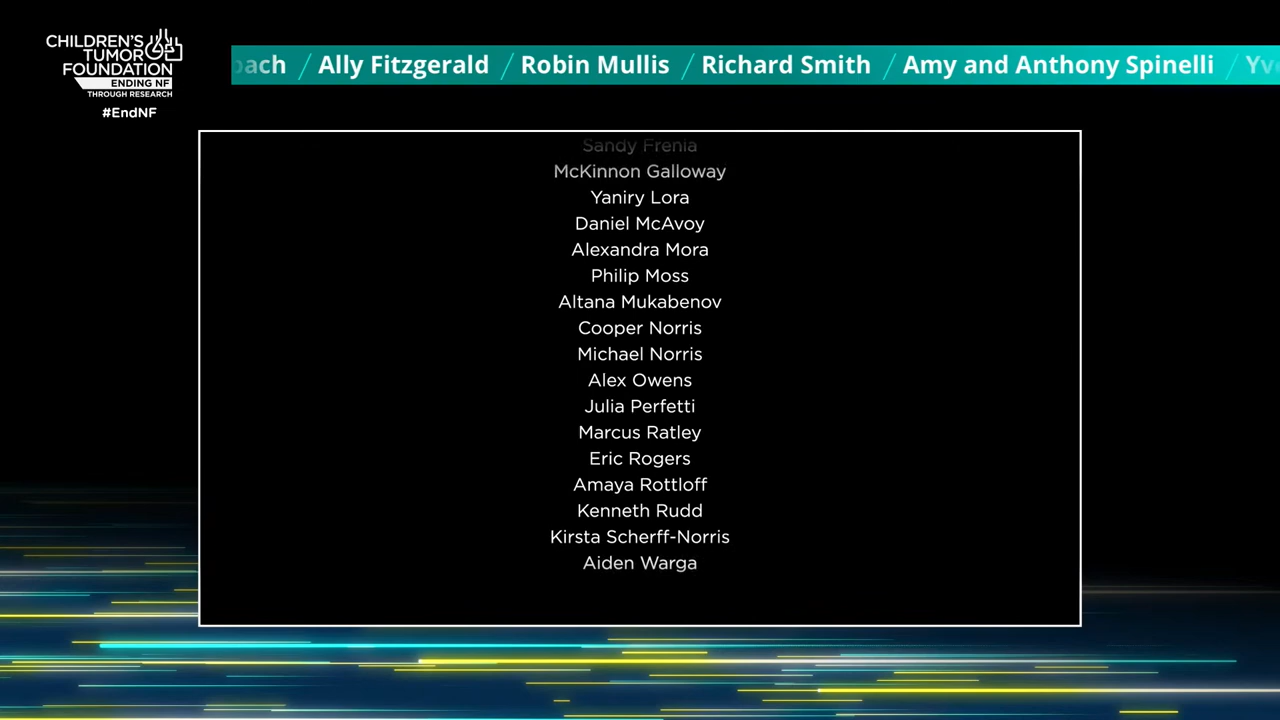 CHILDREN'S
TUMOR
FOUNDATION
ENDING NF
THROUGH RESEARCH
#EndNF
/ Ally Fitzgerald / Robin Mullis / Richard Smith / Amy and Anthony Spinelli /
Sandy Frenia
McKinnon Galloway
Yaniry Lora
Daniel McAvoy
Alexandra Mora
Philip Moss
Altana Mukabenov
Cooper Norris
Michael Norris
Alex Owens
Julia Perfetti
Marcus Ratley
Eric Rogers
Amaya Rottloff
Kenneth Rudd
Kirsta Scherff-Norris
Aiden Warga